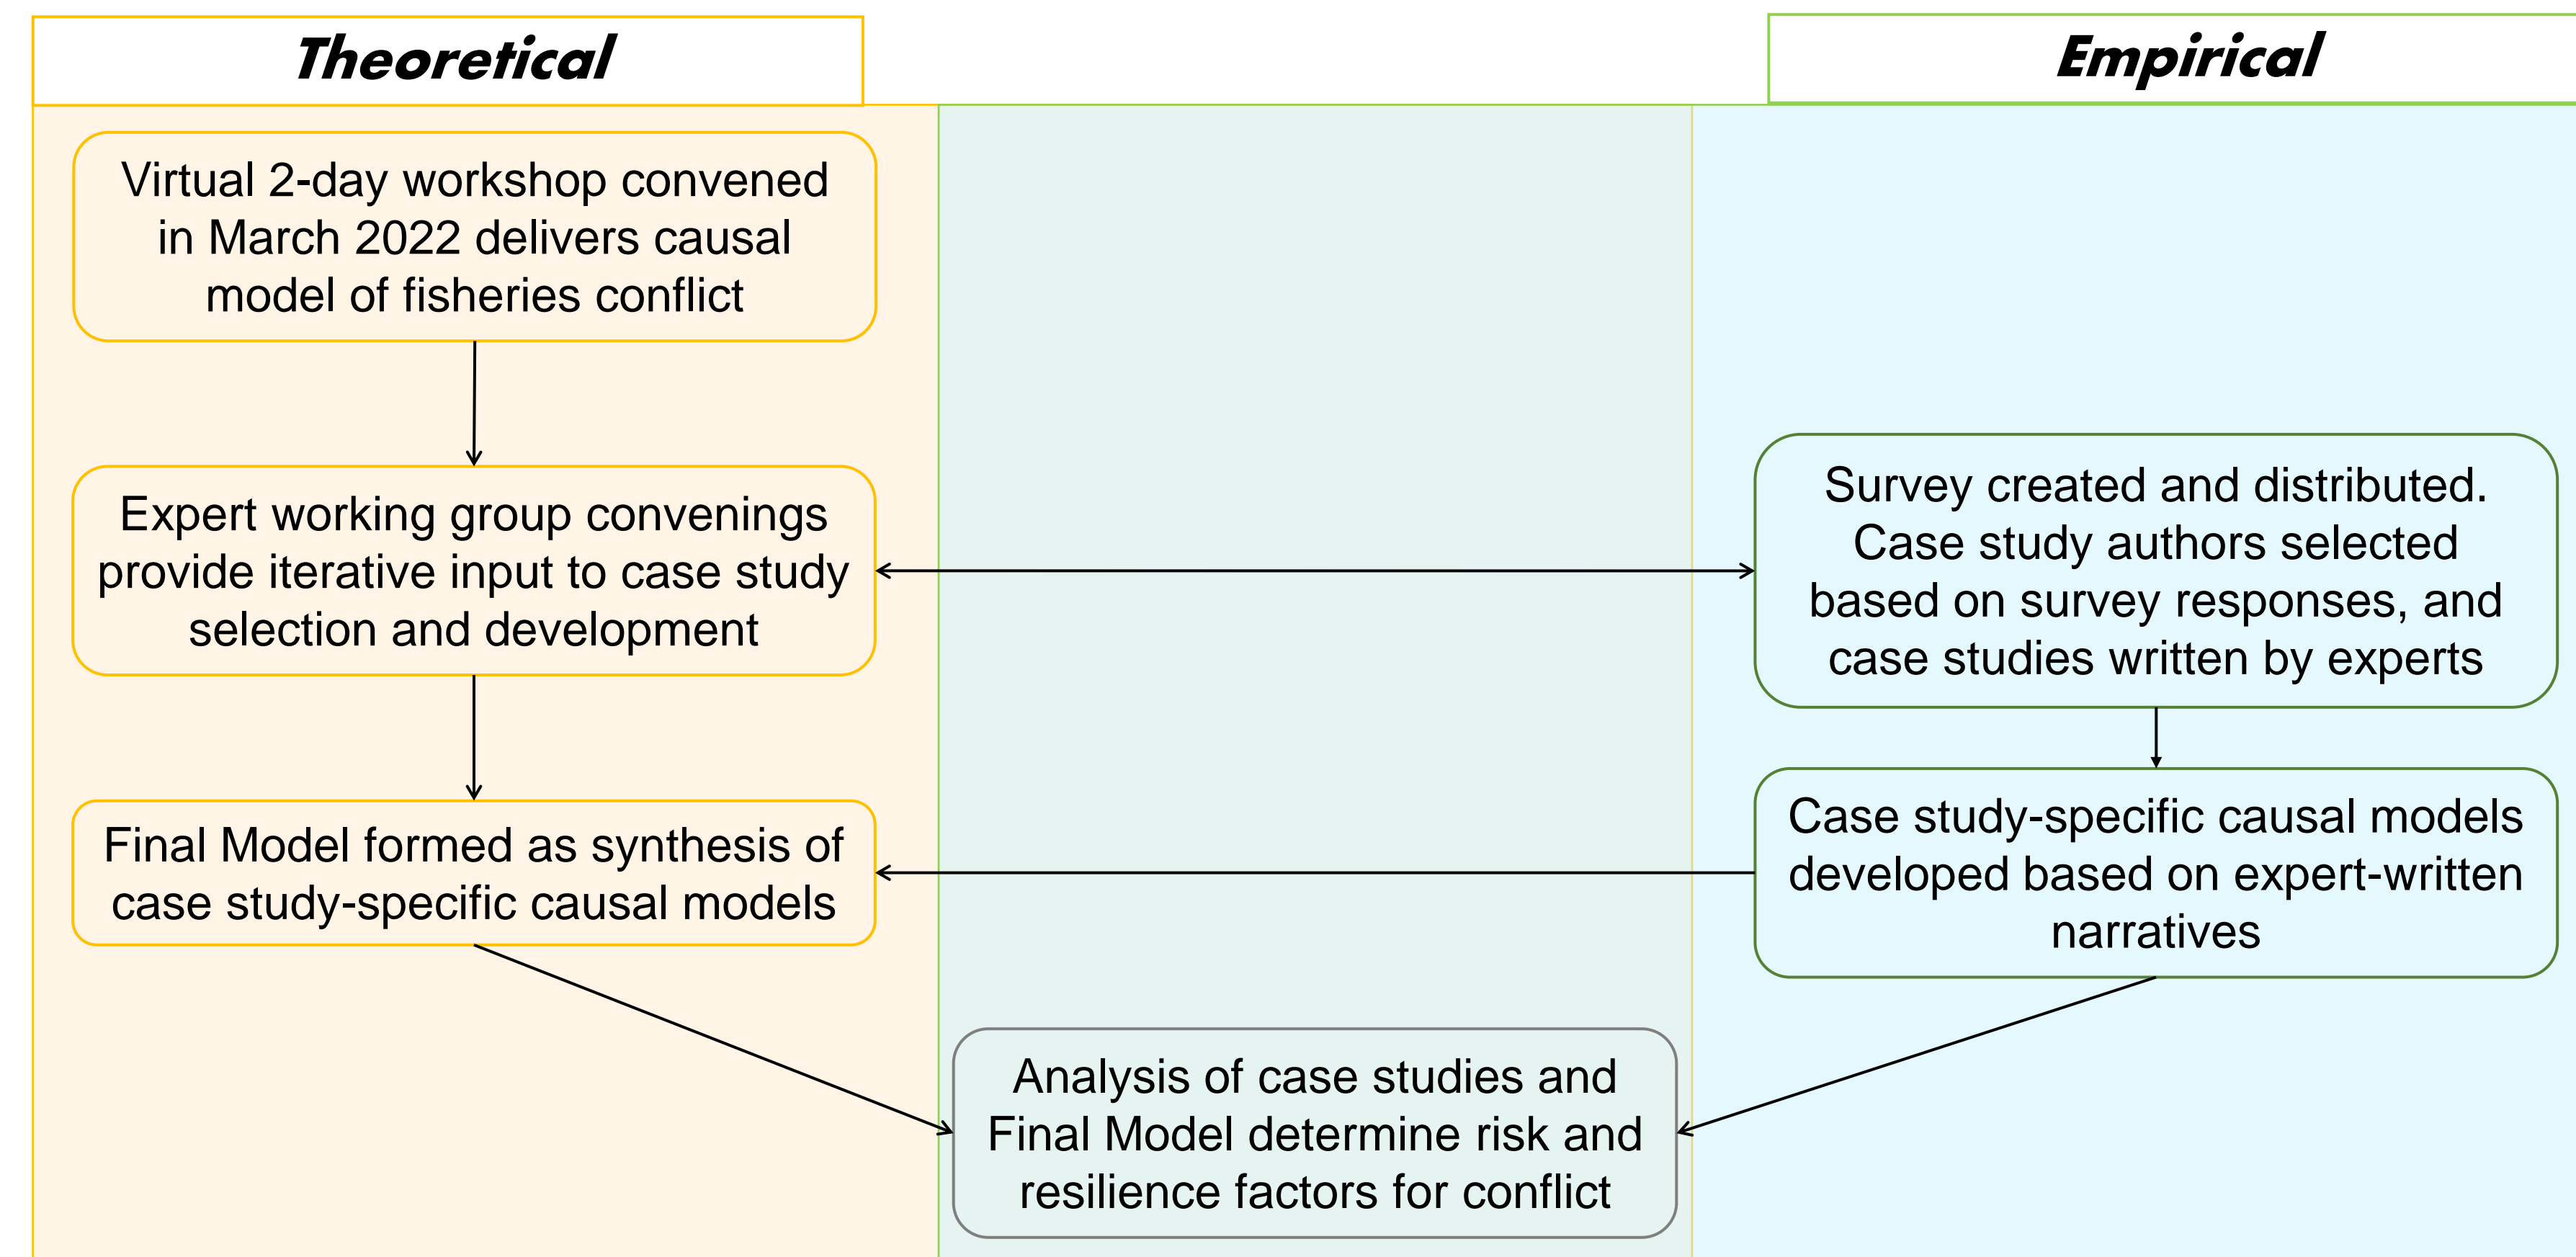 Theoretical
Empirical
Virtual 2-day workshop convened
in March 2022 delivers causal
model of fisheries conflict
Expert working group convenings
provide iterative input to case study
selection and development
Survey created and distributed.
Case study authors selected
based on survey responses, and
case studies written by experts
Final Model formed as synthesis of
case study-specific causal models
Case study-specific causal models
developed based on expert-written
narratives
Analysis of case studies and
Final Model determine risk and
resilience factors for conflict